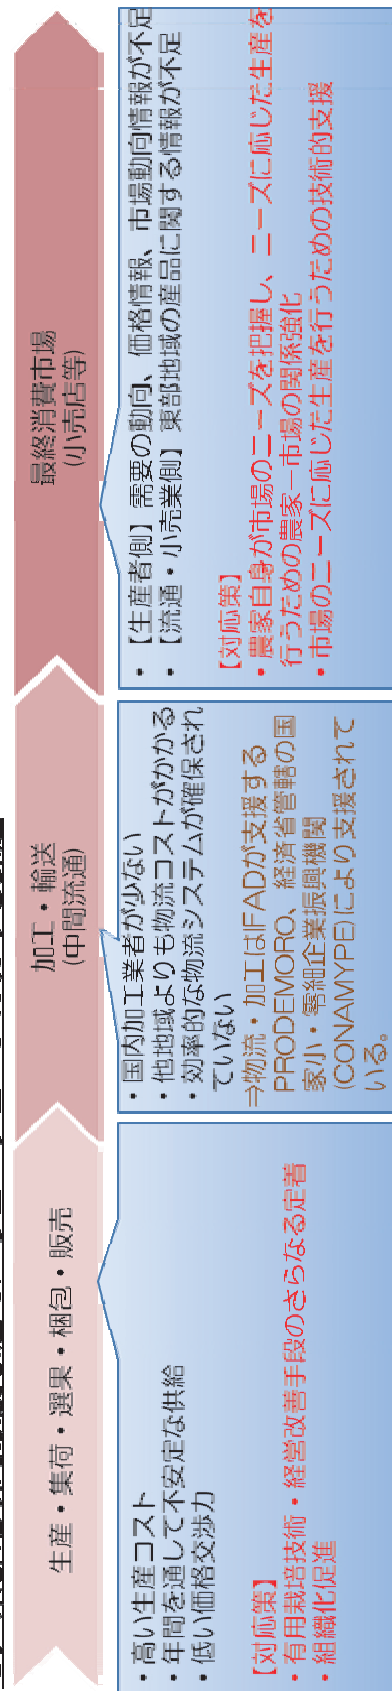 生産・集荷・選果・梱包・販売
・高い生産コスト
・年間を通して不安定な供給
・低い価格交渉力
【対応策】
・有用栽培技術・経営改善手段のさらなる定着
・組織化促進
加工・輸送
(中間流通)
・国内加工業者が少ない
・他地域よりも物流コストがかかる
・効率的な物流システムが確保され
ていない
⇒物流・加工はIFADが支援する
PRODEMORO、経済省管轄の国
家小・零細企業振興機関
(CONAMYPE)により支援されて
いる。
最終消費市場
(小売店等)
・【生産者側】需要の動向、価格情報、市場動向情報が不足
・【流通・小売業側】東部地域の産品に関する情報が不足
【対応策】
・農家自身が市場のニーズを把握し、ニーズに応じた生産を
行うための農家－市場の関係強化
・市場のニーズに応じた生産を行うための技術的支援